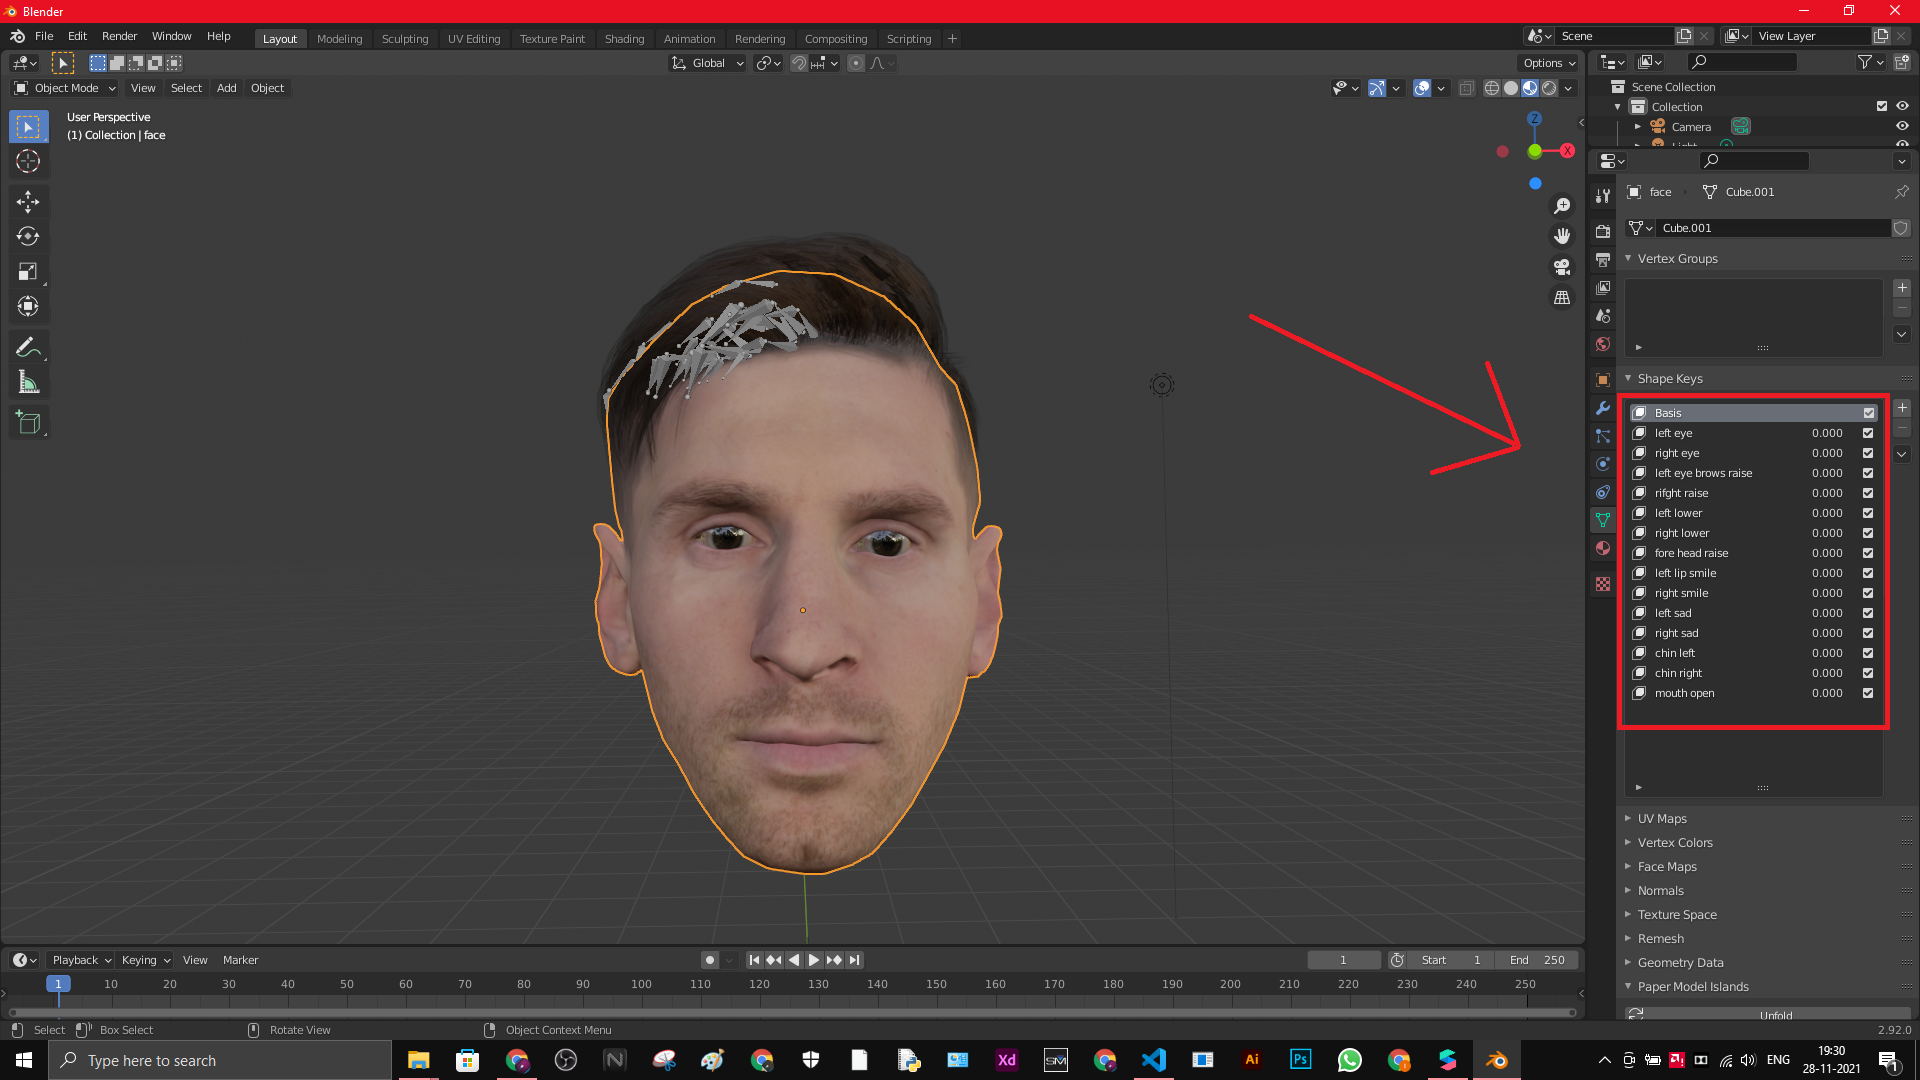 Blender
File Edit Render Window Help
Layout Modeling Sculpting UV Editing Texture Paint Shading Animation Rendering Compositing Scripting +
Scene
View Layer
Global
Options
Object Mode View Select Add Object
User Perspective
(1) Collection | face
Z
X
Scene Collection
Collection
Camera
face
Cube.001
Cube.001
Vertex Groups
Shape Keys
Basis
left eye 0.000
right eye 0.000
left eye brows raise 0.000
rifght raise 0.000
left lower 0.000
right lower 0.000
fore head raise 0.000
left lip smile 0.000
right smile 0.000
left sad 0.000
right sad 0.000
chin left 0.000
chin right 0.000
mouth open 0.000
UV Maps
Vertex Colors
Face Maps
Normals
Texture Space
Remesh
Geometry Data
Paper Model Islands
Unfold
Playback Keying View Marker
1
Start 1
End 250
1 10 20 30 40 50 60 70 80 90 100 110 120 130 140 150 160 170 180 190 200 210 220 230 240 250
Select Box Select Rotate View Object Context Menu
2.92.0
Type here to search
N
Xd
SM
Ai
Ps
ENG
19:30
28-11-2021
1